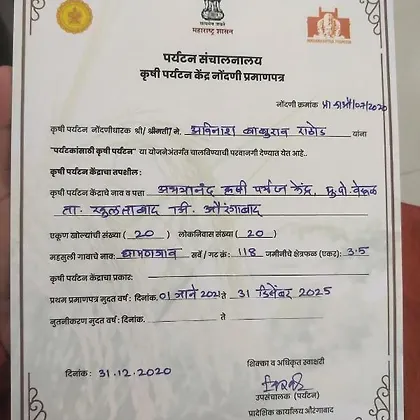 महाराष्ट्र शासन
पर्यटन संचालनालय
कृषी पर्यटन केंद्र नोंदणी प्रमाणपत्र
नोंदणी क्रमांक प्रा.का.औ/07/2020
कृषी पर्यटन नोंदणीधारक श्री/ श्रीमती/ मे. अविनाश बाबुराव राठोड यांना
"पर्यटकांसाठी कृषी पर्यटन" या योजनेअंतर्गत चालविण्याची परवानगी देण्यात येत आहे..
कृषी पर्यटन केंद्राचा तपशील :
कृषी पर्यटन केंद्राचे नाव व पत्ता कृषी पर्यटन केंद्र, मु.पो. वेरूळ
ता. खुलताबाद जि. औरंगाबाद
एकूण खोल्यांची संख्या ( 20 ) लोकनिवास संख्या ( 20 )
महसुली गावाचे नाव: सर्वे / गट क्रं: 118 जमीनीचे क्षेत्रफळ (एकर): 3.5
कृषी पर्यटन केंद्राचा प्रकार:
प्रथम प्रमाणपत्र मुदत वर्ष : दिनांक. 01 जाने 2021 ते 31 डिसेंबर 2025
नुतनीकरण मुदत वर्ष : दिनांक. ते
शिक्का व अधिकृत स्वाक्षरी
दिनांक : 31.12.2020
उपसंचालक (पर्यटन)
प्रादेशिक कार्यालय औरंगाबाद